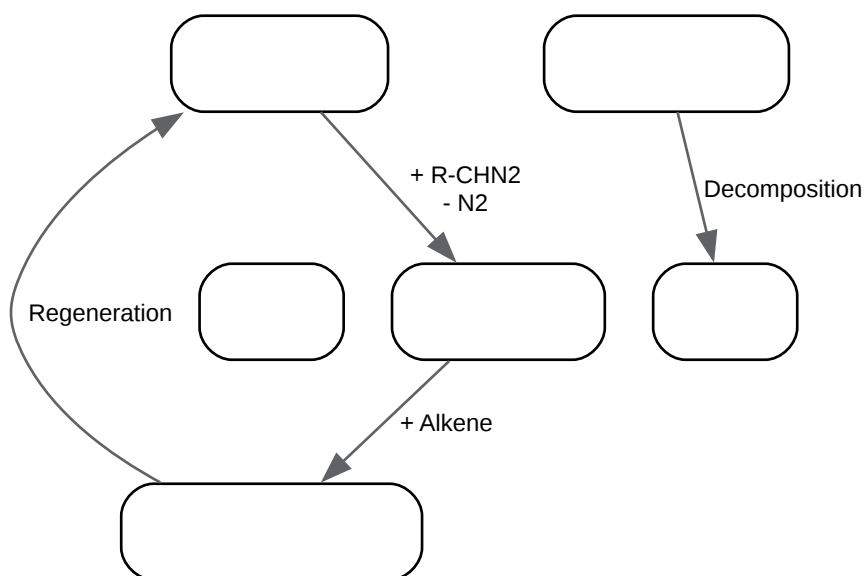 + R-CHN2
- N2
Decomposition
Regeneration
+ Alkene